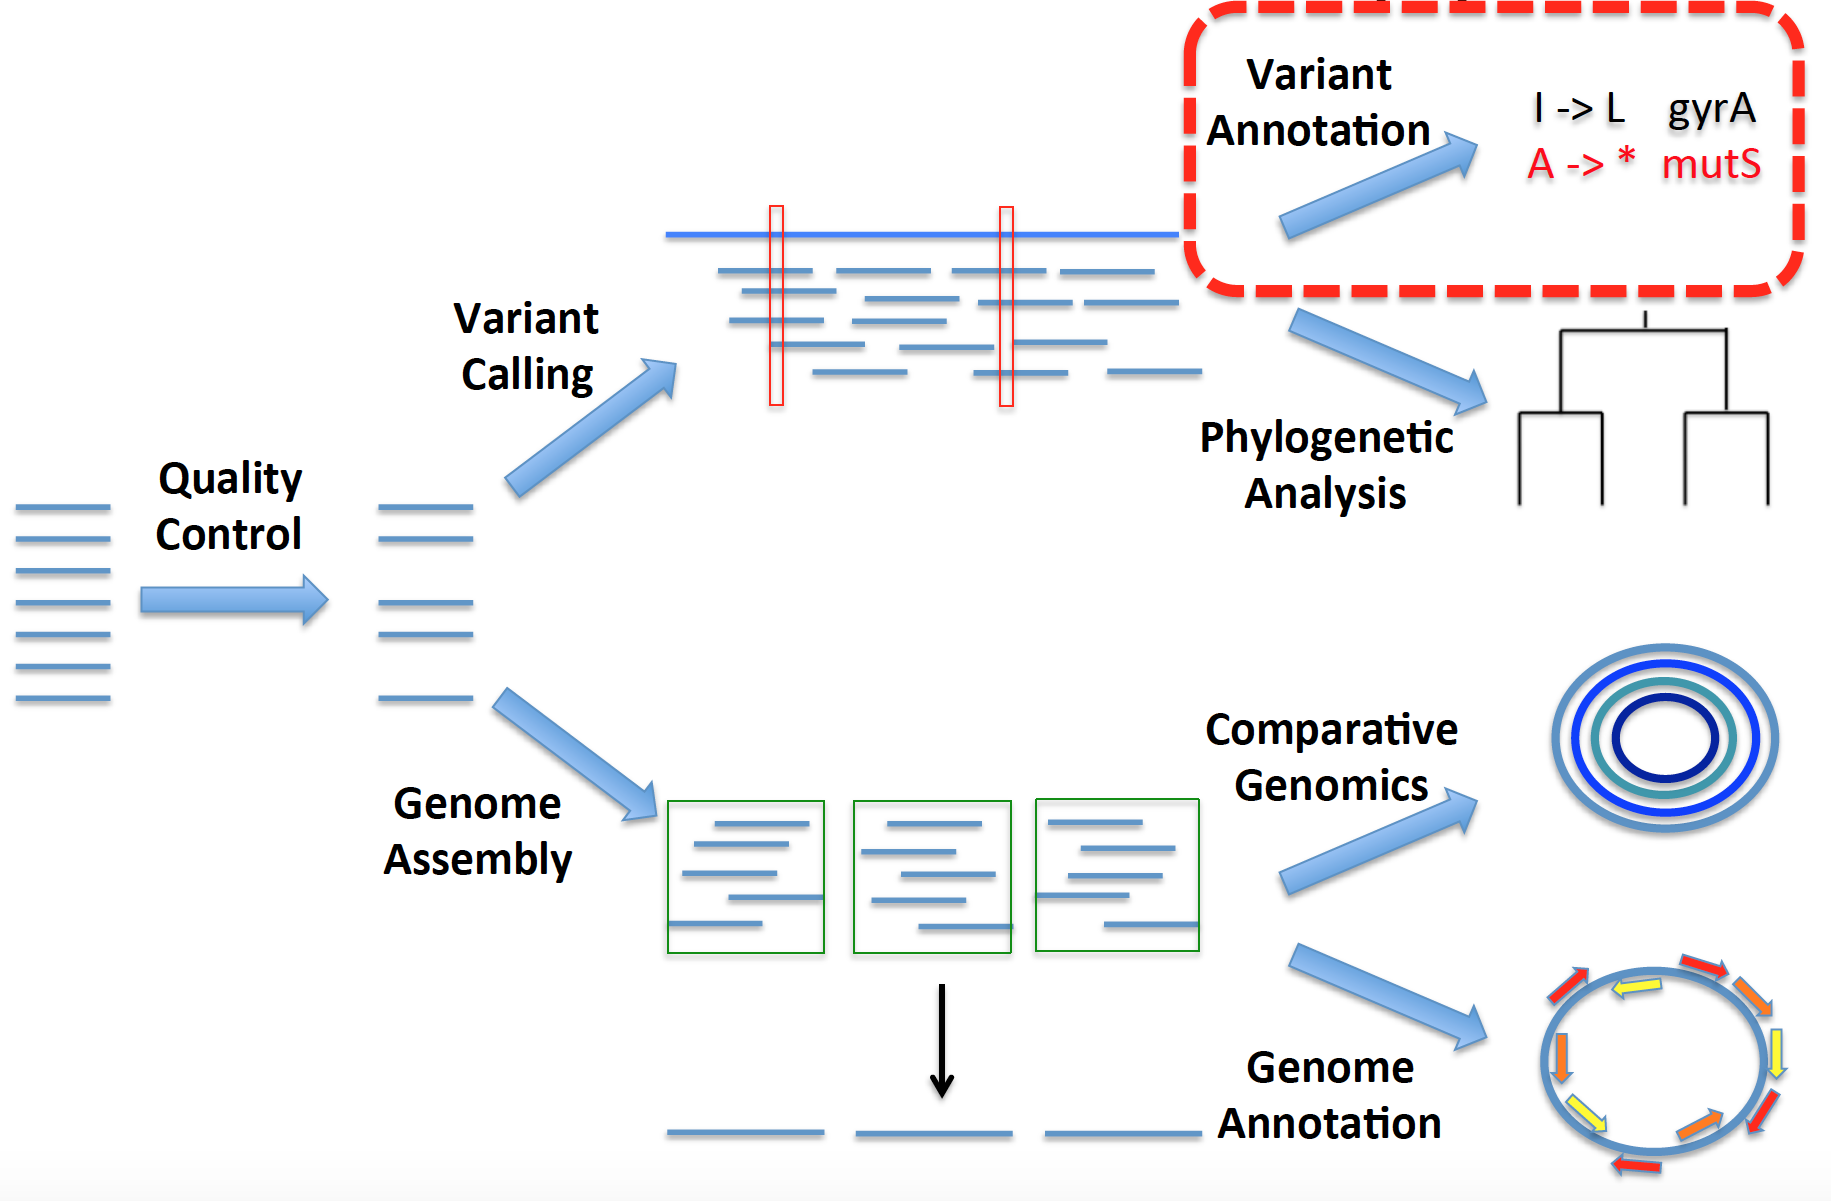 Variant
Annotation
I -> L gyrA
A -> * mutS
Variant
Calling
Phylogenetic
Analysis
Quality
Control
Comparative
Genomics
Genome
Assembly
Genome
Annotation